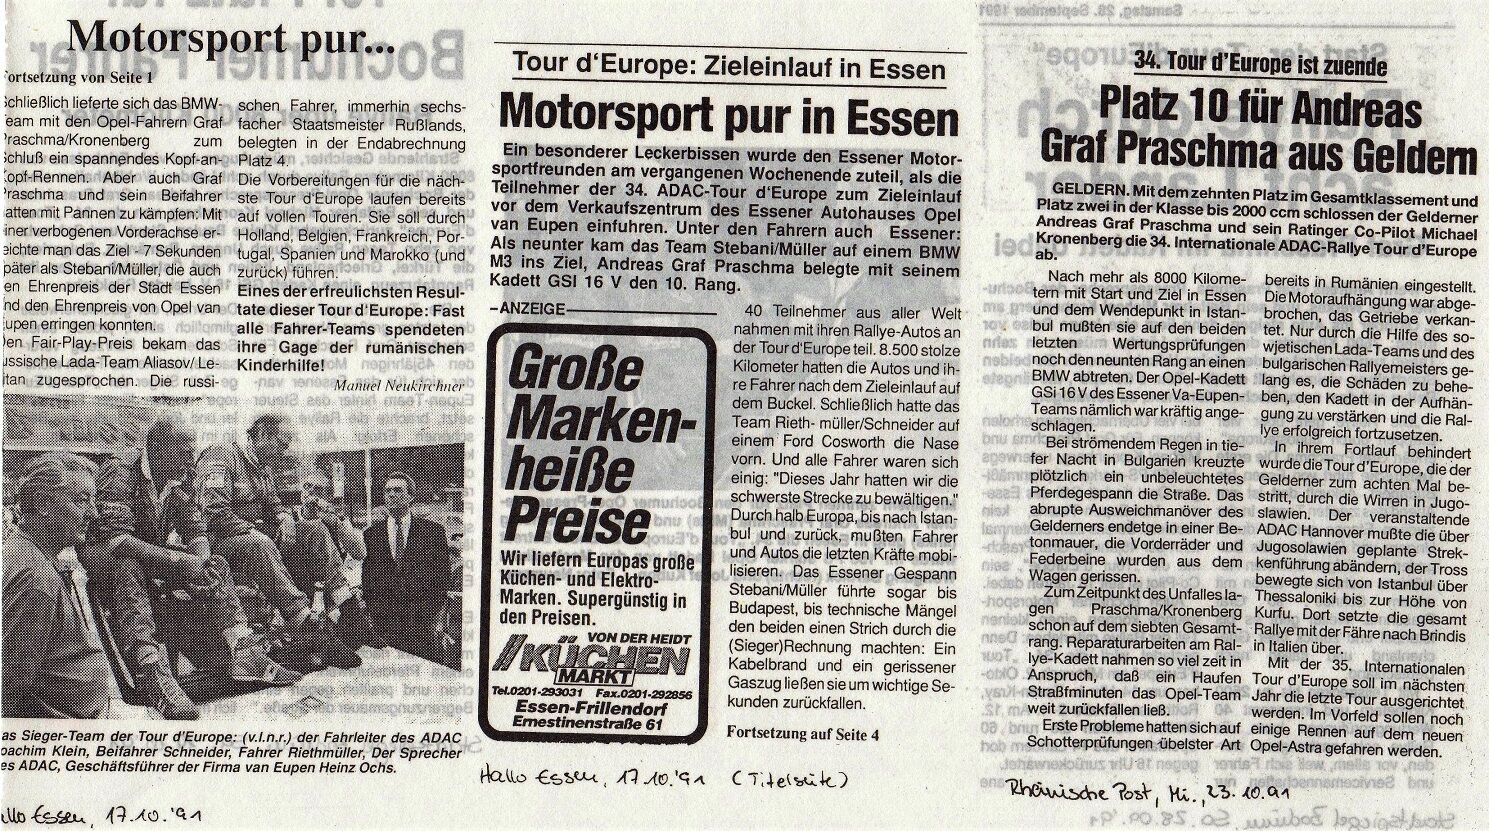 Motorsport pur...
Fortsetzung von Seite 1
Schließlich lieferte sich das BMW-
Team mit den Opel-Fahrern Graf
Praschma/Kronenberg zum
Schluß ein spannendes Kopf-an-
Kopf-Rennen. Aber auch Graf
Praschma und sein Beifahrer
hatten mit Pannen zu kämpfen: Mit
einer verbogenen Vorderachse er-
reichte man das Ziel - 7 Sekunden
später als Stebani/Müller, die auch
den Ehrenpreis der Stadt Essen
und den Ehrenpreis von Opel van
Eupen erringen konnten.
Den Fair-Play-Preis bekam das
russische Lada-Team Aliasov/ Le-
itan zugesprochen. Die russi-
schen Fahrer, immerhin sechs-
facher Staatsmeister Rußlands,
belegten in der Endabrechnung
Platz 4.
Die Vorbereitungen für die näch-
ste Tour d'Europe laufen bereits
auf vollen Touren. Sie soll durch
Holland, Belgien, Frankreich, Por-
tugal, Spanien und Marokko (und
zurück) führen.
Eines der erfreulichsten Resul-
tate dieser Tour d'Europe: Fast
alle Fahrer-Teams spendeten
ihre Gage der rumänischen
Kinderhilfe!
Manuel Neukirchner
Das Sieger-Team der Tour d'Europe: (v.l.n.r.) der Fahrleiter des ADAC
Joachim Klein, Beifahrer Schneider, Fahrer Riethmüller, Der Sprecher
des ADAC, Geschäftsführer der Firma van Eupen Heinz Ochs.
Hallo Essen, 17.10.'91
Tour d'Europe: Zieleinlauf in Essen
Motorsport pur in Essen
Ein besonderer Leckerbissen wurde den Essener Motor-
sportfreunden am vergangenen Wochenende zuteil, als die
Teilnehmer der 34. ADAC-Tour d'Europe zum Zieleinlauf
vor dem Verkaufszentrum des Essener Autohauses Opel
van Eupen einfuhren. Unter den Fahrern auch Essener:
Als neunter kam das Team Stebani/Müller auf einem BMW
M3 ins Ziel, Andreas Graf Praschma belegte mit seinem
Kadett GSI 16 V den 10. Rang.
- ANZEIGE
Große
Marken-
heiße
Preise
Wir liefern Europas große
Küchen- und Elektro-
Marken. Supergünstig in
den Preisen.
VON DER HEIDT
KÜCHEN
MARKT
Tel.0201-293031 Fax.0201-292856
Essen-Frillendorf
Ernestinenstraße 61
40 Teilnehmer aus aller Welt
nahmen mit ihren Rallye-Autos an
der Tour d'Europe teil. 8.500 stolze
Kilometer hatten die Autos und ih-
re Fahrer nach dem Zieleinlauf auf
dem Buckel. Schließlich hatte das
Team Rieth- müller/Schneider auf
einem Ford Cosworth die Nase
vorn. Und alle Fahrer waren sich
einig: "Dieses Jahr hatten wir die
schwerste Strecke zu bewältigen."
Durch halb Europa, bis nach Istan-
bul und zurück, mußten Fahrer
und Autos die letzten Kräfte mobi-
lisieren. Das Essener Gespann
Stebani/Müller führte sogar bis
Budapest, bis technische Mängel
den beiden einen Strich durch die
(Sieger)Rechnung machten: Ein
Kabelbrand und ein gerissener
Gaszug ließen sie um wichtige Se-
kunden zurückfallen.
Fortsetzung auf Seite 4
Hallo Essen, 17.10.'91 (Titelseite)
34. Tour d'Europe ist zuende
Platz 10 für Andreas
Graf Praschma aus Geldern
GELDERN. Mit dem zehnten Platz im Gesamtklassement und
Platz zwei in der Klasse bis 2000 ccm schlossen der Gelderner
Andreas Graf Praschma und sein Ratinger Co-Pilot Michael
Kronenberg die 34. Internationale ADAC-Rallye Tour d'Europe
ab.
Nach mehr als 8000 Kilome-
tern mit Start und Ziel in Essen
und dem Wendepunkt in Istan-
bul mußten sie auf den beiden
letzten Wertungsprüfungen
noch den neunten Rang an einen
BMW abtreten. Der Opel-Kadett
GSi 16 V des Essener Va-Eupen-
Teams nämlich war kräftig ange-
schlagen.
Bei strömendem Regen in tie-
fer Nacht in Bulgarien kreuzte
plötzlich ein unbeleuchtetes
Pferdegespann die Straße. Das
abrupte Ausweichmanöver des
Gelderners endetge in einer Be-
tonmauer, die Vorderräder und
Federbeine wurden aus dem
Wagen gerissen.
Zum Zeitpunkt des Unfalles la-
gen Praschma/Kronenberg
schon auf dem siebten Gesamt-
rang. Reparaturarbeiten am Ral-
lye-Kadett nahmen so viel zeit in
Anspruch, daß ein Haufen
Straßminuten das Opel-Team
weit zurückfallen ließ.
Erste Probleme hatten sich auf
Schotterprüfungen übelster Art
bereits in Rumänien eingestellt.
Die Motoraufhängung war abge-
brochen, das Getriebe verkan-
tet. Nur durch die Hilfe des so-
wjetischen Lada-Teams und des
bulgarischen Rallyemeisters ge-
lang es, die Schäden zu behe-
ben, den Kadett in der Aufhän-
gung zu verstärken und die Ral-
lye erfolgreich fortzusetzen.
In ihrem Fortlauf behindert
wurde die Tour d'Europe, die der
Gelderner zum achten Mal be-
stritt, durch die Wirren in Jugo-
slawien. Der veranstaltende
ADAC Hannover mußte die über
Jugosolawien geplante Strek-
kenführung abändern, der Tross
bewegte sich von Istanbul über
Thessaloniki bis zur Höhe von
Kurfu. Dort setzte die gesamt
Rallye mit der Fähre nach Brindis
in Italien über.
Mit der 35. Internationalen
Tour d'Europe soll im nächsten
Jahr die letzte Tour ausgerichtet
werden. Im Vorfeld sollen noch
einige Rennen auf dem neuen
Opel-Astra gefahren werden.
Rheinische Post, Mi., 23.10.91